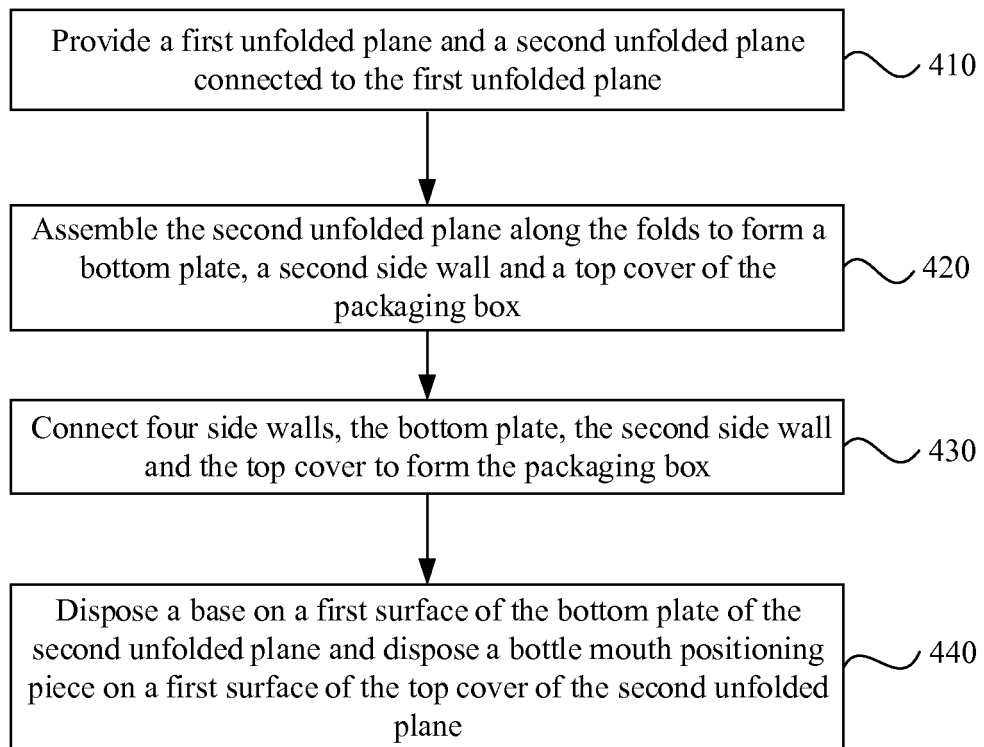 Provide a first unfolded plane and a second unfolded plane
connected to the first unfolded plane
410
Assemble the second unfolded plane along the folds to form a
bottom plate, a second side wall and a top cover of the
packaging box
420
Connect four side walls, the bottom plate, the second side wall
and the top cover to form the packaging box
430
Dispose a base on a first surface of the bottom plate of the
second unfolded plane and dispose a bottle mouth positioning
piece on a first surface of the top cover of the second unfolded
plane
440